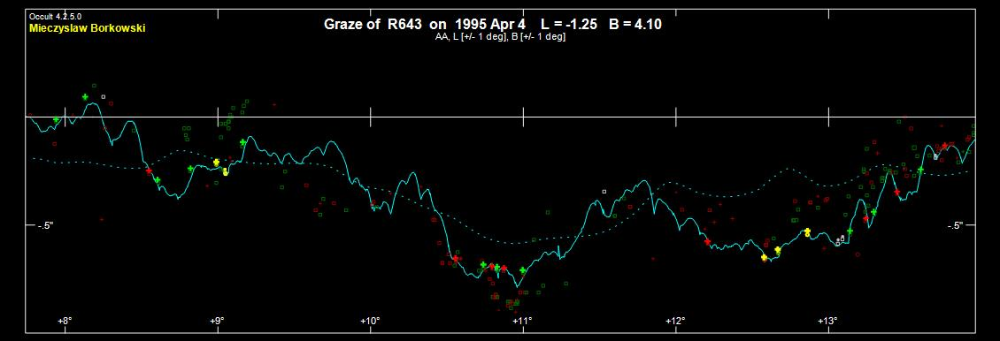 Occult 4.2.5.0
Mieczyslaw Borkowski
Graze of R643 on 1995 Apr 4 L = -1.25 B = 4.10
AA, L [+/- 1 deg], B [+/- 1 deg]
-.5" -.5"
+8° +9° +10° +11° +12° +13°